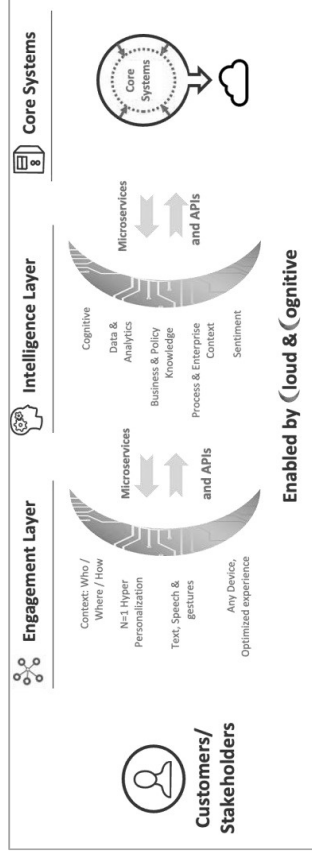 Engagement Layer
Intelligence Layer
Core Systems
Customers/
Stakeholders
Context: Who /
Where / How
N=1 Hyper
Personalization
Text, Speech &
gestures
Any Device,
Optimized experience
Microservices
and APIs
Cognitive
Data &
Analytics
Business & Policy
Knowledge
Process & Enterprise
Context
Sentiment
Microservices
and APIs
Core
Systems
Enabled by Cloud & Cognitive